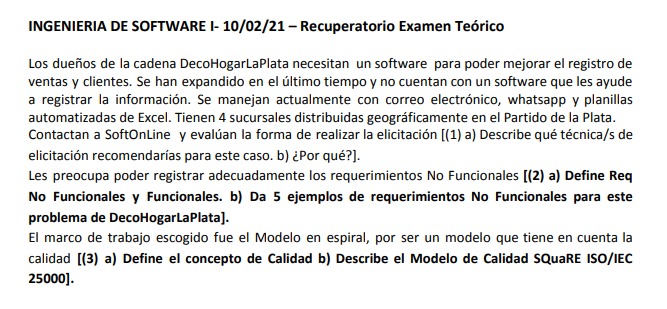 INGENIERIA DE SOFTWARE I- 10/02/21 – Recuperatorio Examen Teórico
Los dueños de la cadena DecoHogarLaPlata necesitan un software para poder mejorar el registro de
ventas y clientes. Se han expandido en el último tiempo y no cuentan con un software que les ayude
a registrar la información. Se manejan actualmente con correo electrónico, whatsapp y planillas
automatizadas de Excel. Tienen 4 sucursales distribuidas geográficamente en el Partido de la Plata.
Contactan a SoftOnLine y evalúan la forma de realizar la elicitación [(1) a) Describe qué técnica/s de
elicitación recomendarías para este caso. b) ¿Por qué?].
Les preocupa poder registrar adecuadamente los requerimientos No Funcionales [(2) a) Define Req
No Funcionales y Funcionales. b) Da 5 ejemplos de requerimientos No Funcionales para este
problema de DecoHogarLaPlata].
El marco de trabajo escogido fue el Modelo en espiral, por ser un modelo que tiene en cuenta la
calidad [(3) a) Define el concepto de Calidad b) Describe el Modelo de Calidad SQuaRE ISO/IEC
25000].